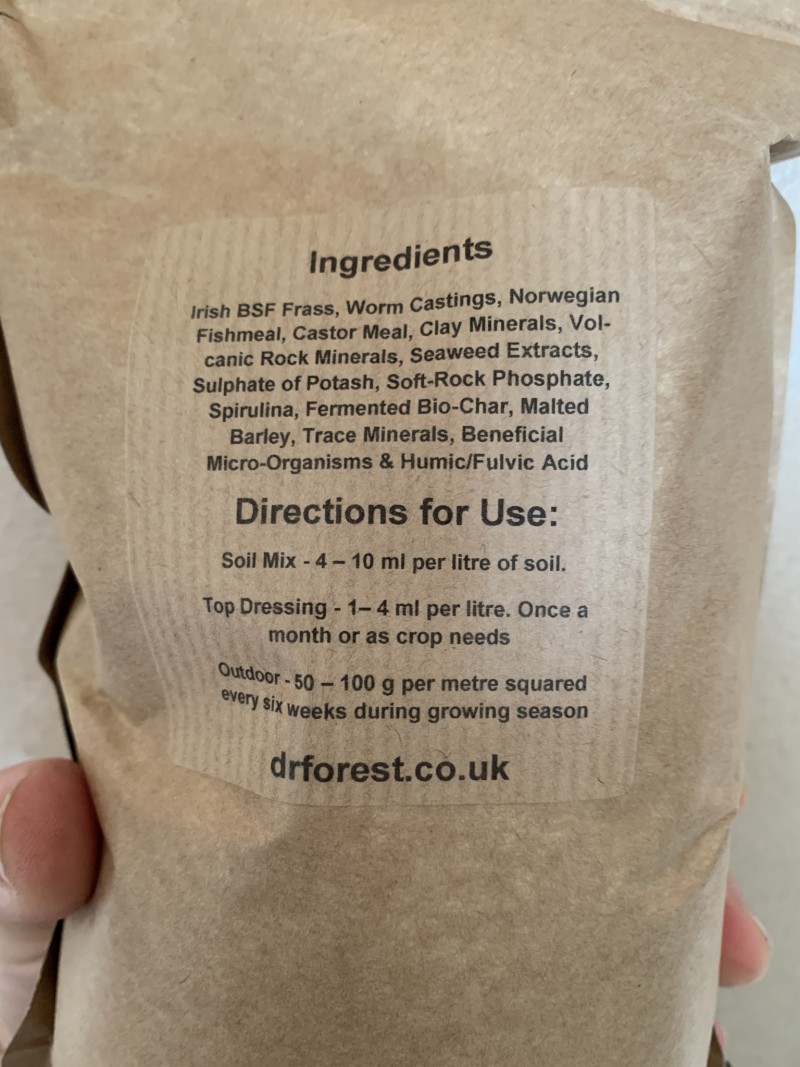 Ingredients
Irish BSF Frass, Worm Castings, Norwegian
Fishmeal, Castor Meal, Clay Minerals, Vol-
canic Rock Minerals, Seaweed Extracts,
Sulphate of Potash, Soft-Rock Phosphate,
Spirulina, Fermented Bio-Char, Malted
Barley, Trace Minerals, Beneficial
Micro-Organisms & Humic/Fulvic Acid
Directions for Use:
Soil Mix - 4 – 10 ml per litre of soil.
Top Dressing - 1– 4 ml per litre. Once a
month or as crop needs
Outdoor - 50 – 100 g per metre squared
every six weeks during growing season
drforest.co.uk